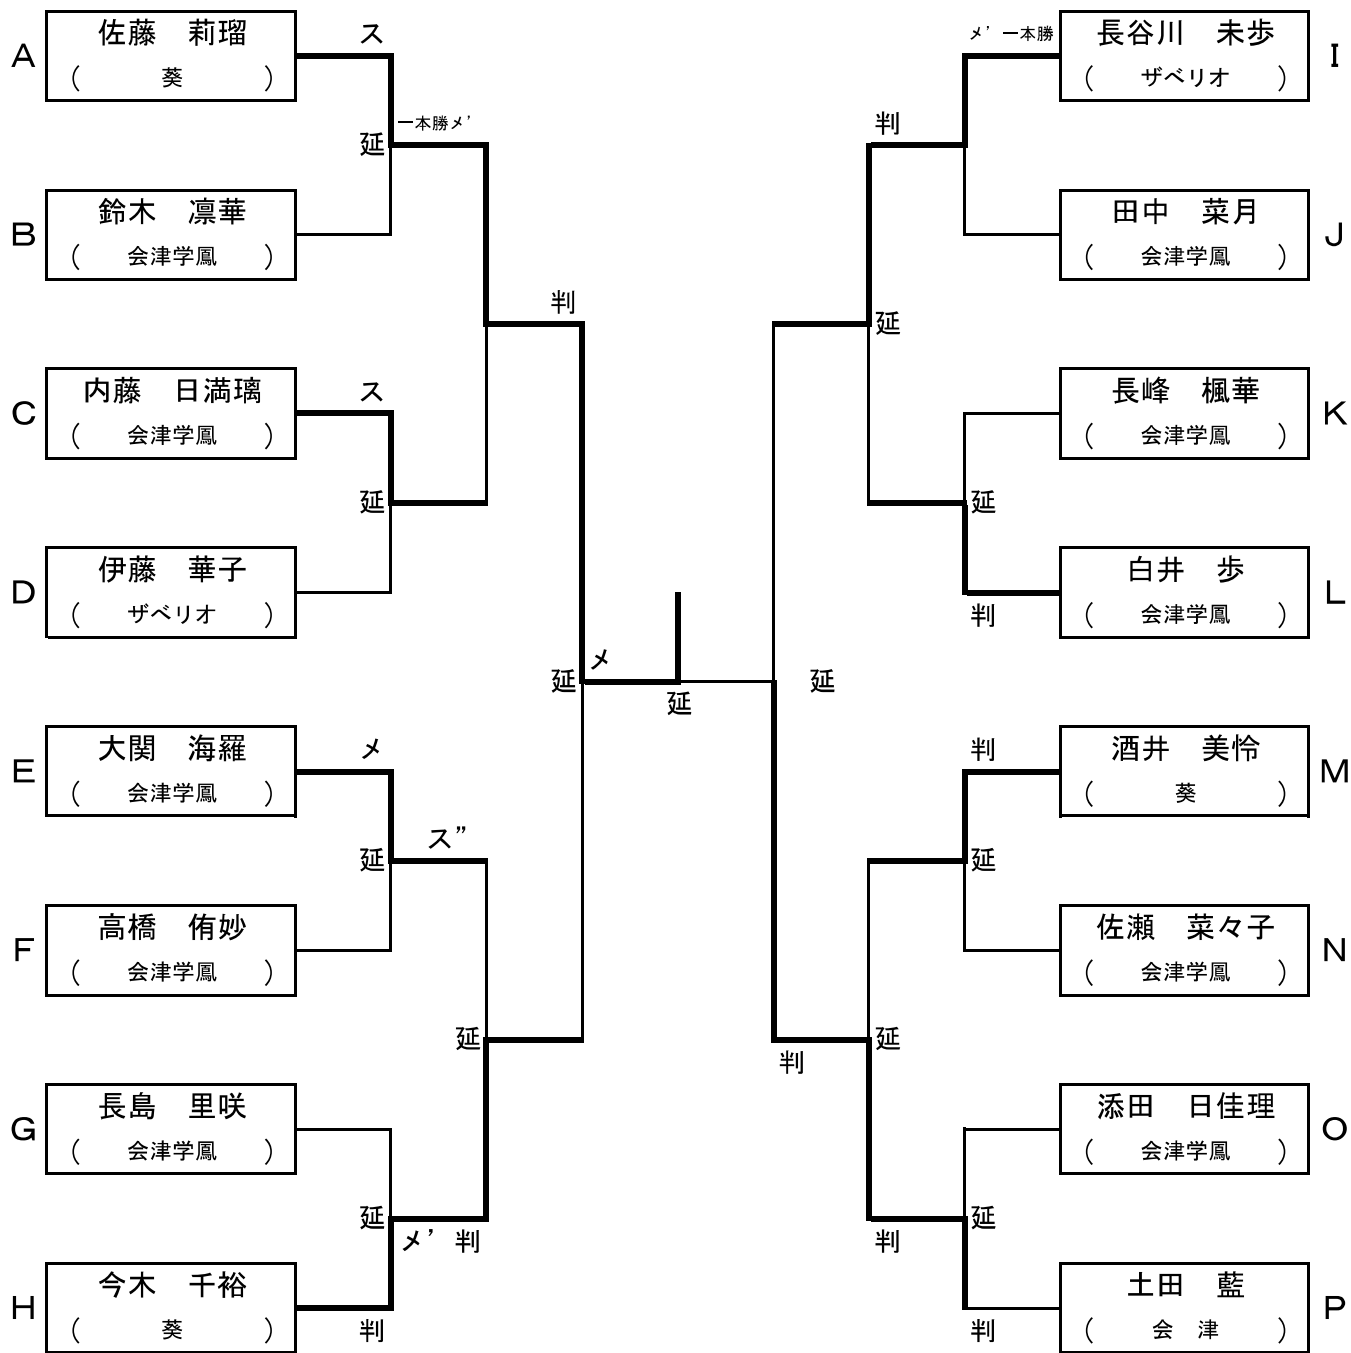 A
佐藤　莉瑠
（　葵　）
ス
延
一本勝メ’
B
鈴木　凛華
（　会津学鳳　）
判
C
内藤　日満璃
（　会津学鳳　）
ス
延
D
伊藤　華子
（　ザベリオ　）
延
メ
延
E
大関　海羅
（　会津学鳳　）
メ
延
ス”
F
高橋　侑妙
（　会津学鳳　）
延
G
長島　里咲
（　会津学鳳　）
延
メ’　判
H
今木　千裕
（　葵　）
判
メ’　一本勝
長谷川　未歩
（　ザベリオ　）
I
判
田中　菜月
（　会津学鳳　）
J
延
長峰　楓華
（　会津学鳳　）
K
延
白井　歩
（　会津学鳳　）
L
判
延
判
酒井　美怜
（　葵　）
M
延
佐瀬　菜々子
（　会津学鳳　）
N
延
判
添田　日佳理
（　会津学鳳　）
O
延
判
土田　藍
（　会　津　）
P
判